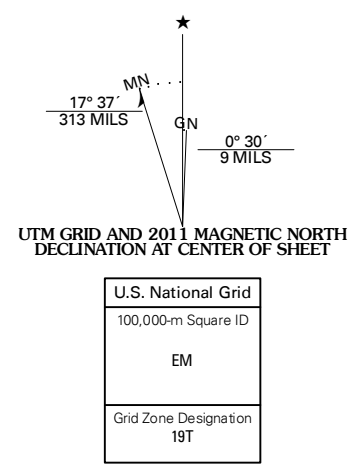 ★
MN
17° 37´
313 MILS
GN
0° 30´
9 MILS
UTM GRID AND 2011 MAGNETIC NORTH
DECLINATION AT CENTER OF SHEET
U.S. National Grid
100,000-m Square ID
EM
Grid Zone Designation
19T